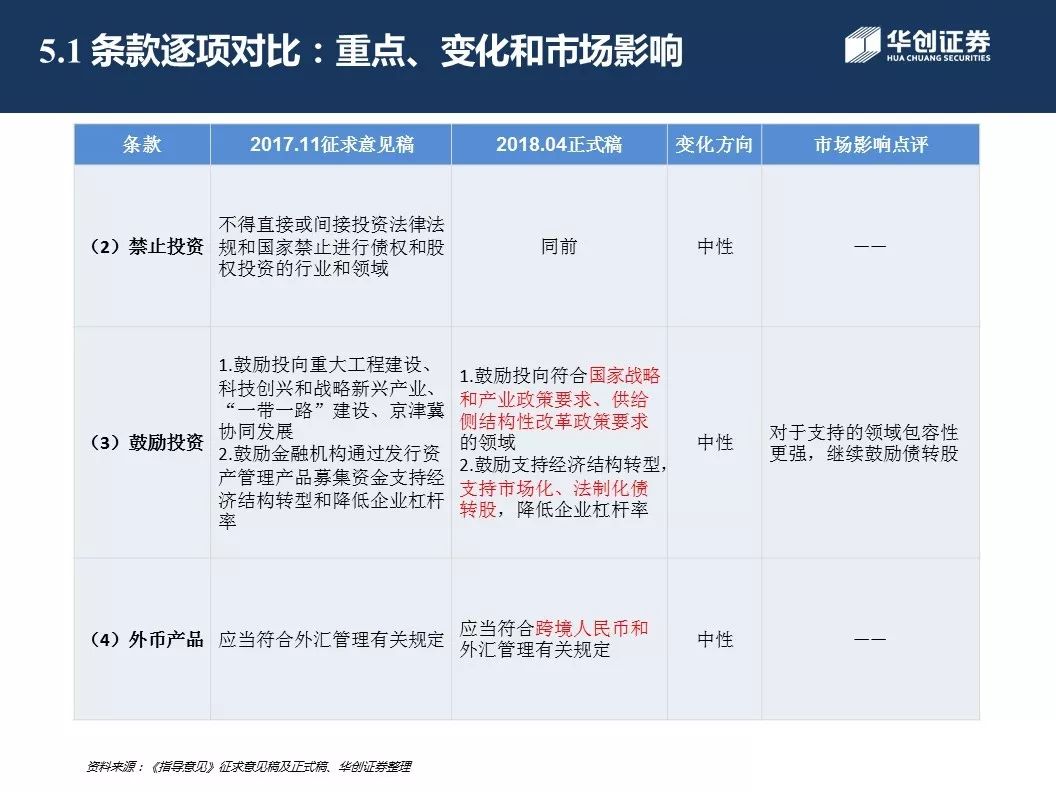 5.1 条款逐项对比：重点、变化和市场影响
华创证券
HUA CHUANG SECURITIES
条款
2017.11征求意见稿
2018.04正式稿
变化方向
市场影响点评
（2）禁止投资
不得直接或间接投资法律法
规和国家禁止进行债权和股
权投资的行业和领域
同前
中性
——
（3）鼓励投资
1.鼓励投向重大工程建设、
科技创兴和战略新兴产业、
“一带一路”建设、京津冀
协同发展
2.鼓励金融机构通过发行资
产管理产品募集资金支持经
济结构转型和降低企业杠杆
率
1.鼓励投向符合国家战略
和产业政策要求、供给
侧结构性改革政策要求
的领域
2.鼓励支持经济结构转型，
支持市场化、法制化债
转股，降低企业杠杆率
中性
对于支持的领域包容性
更强，继续鼓励债转股
（4）外币产品
应当符合外汇管理有关规定
应当符合跨境人民币和
外汇管理有关规定
中性
——
资料来源：《指导意见》征求意见稿及正式稿、华创证券整理